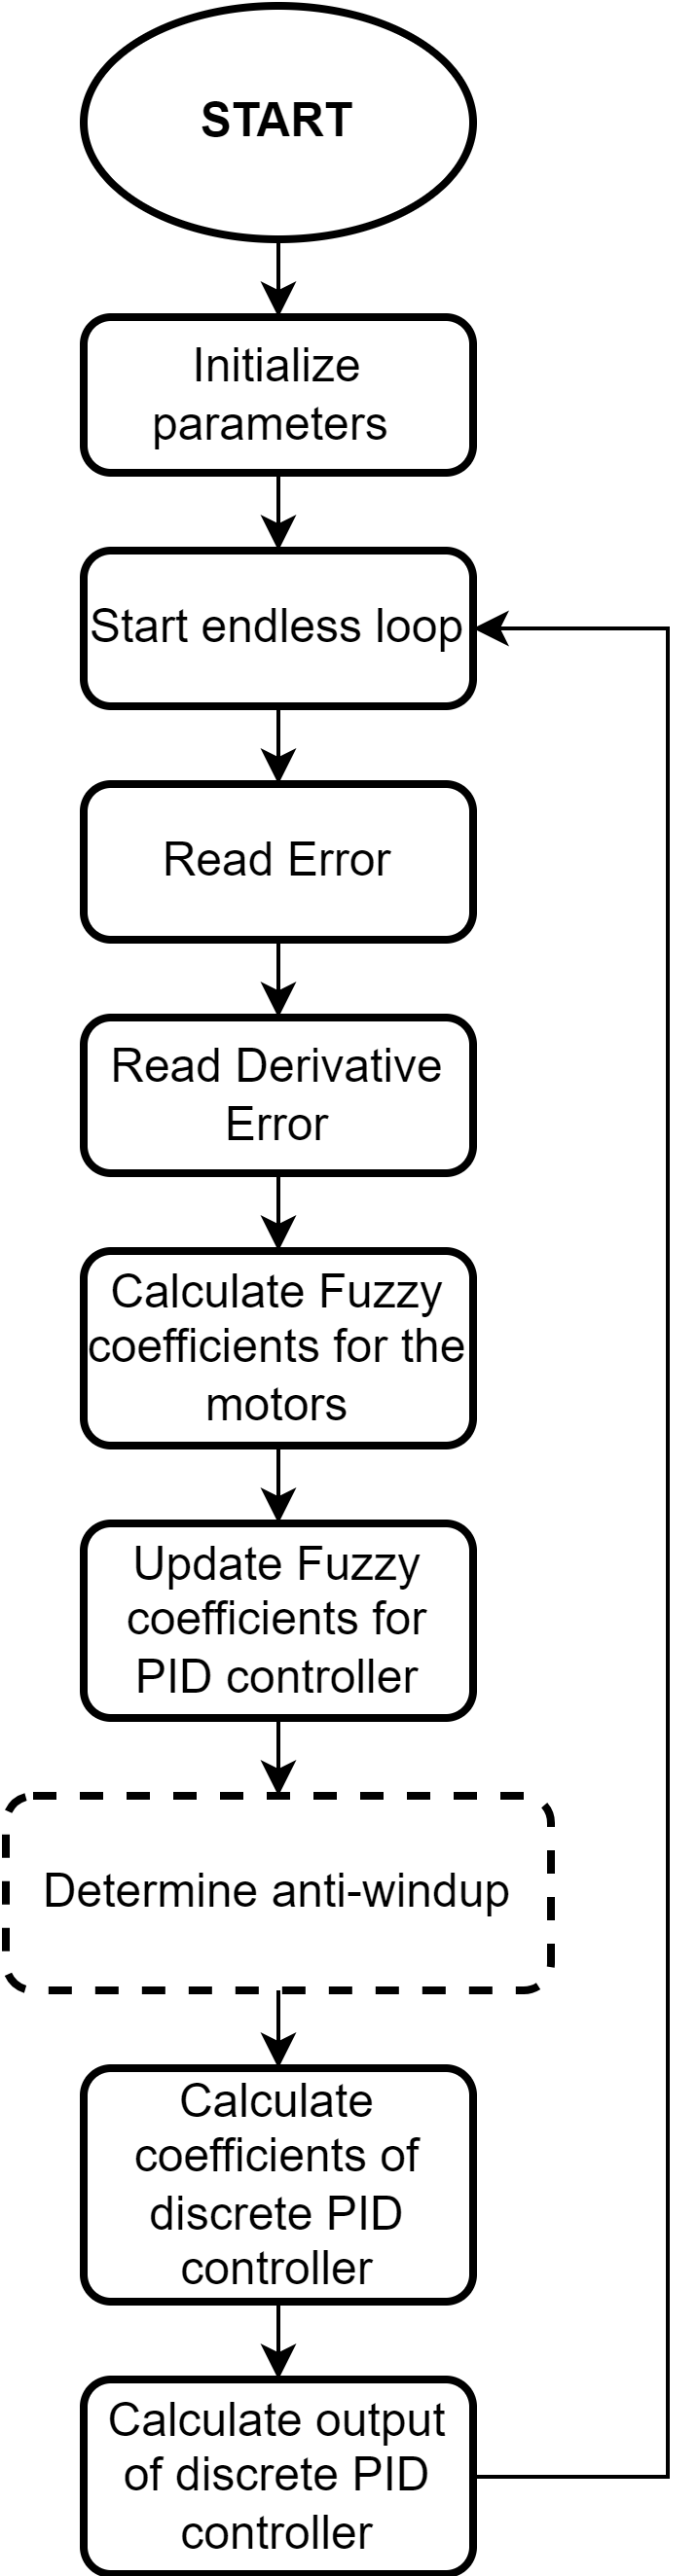 START
Initialize
parameters
Start endless loop
Read Error
Read Derivative
Error
Calculate Fuzzy
coefficients for the
motors
Update Fuzzy
coefficients for
PID controller
Determine anti-windup
Calculate
coefficients of
discrete PID
controller
Calculate output
of discrete PID
controller